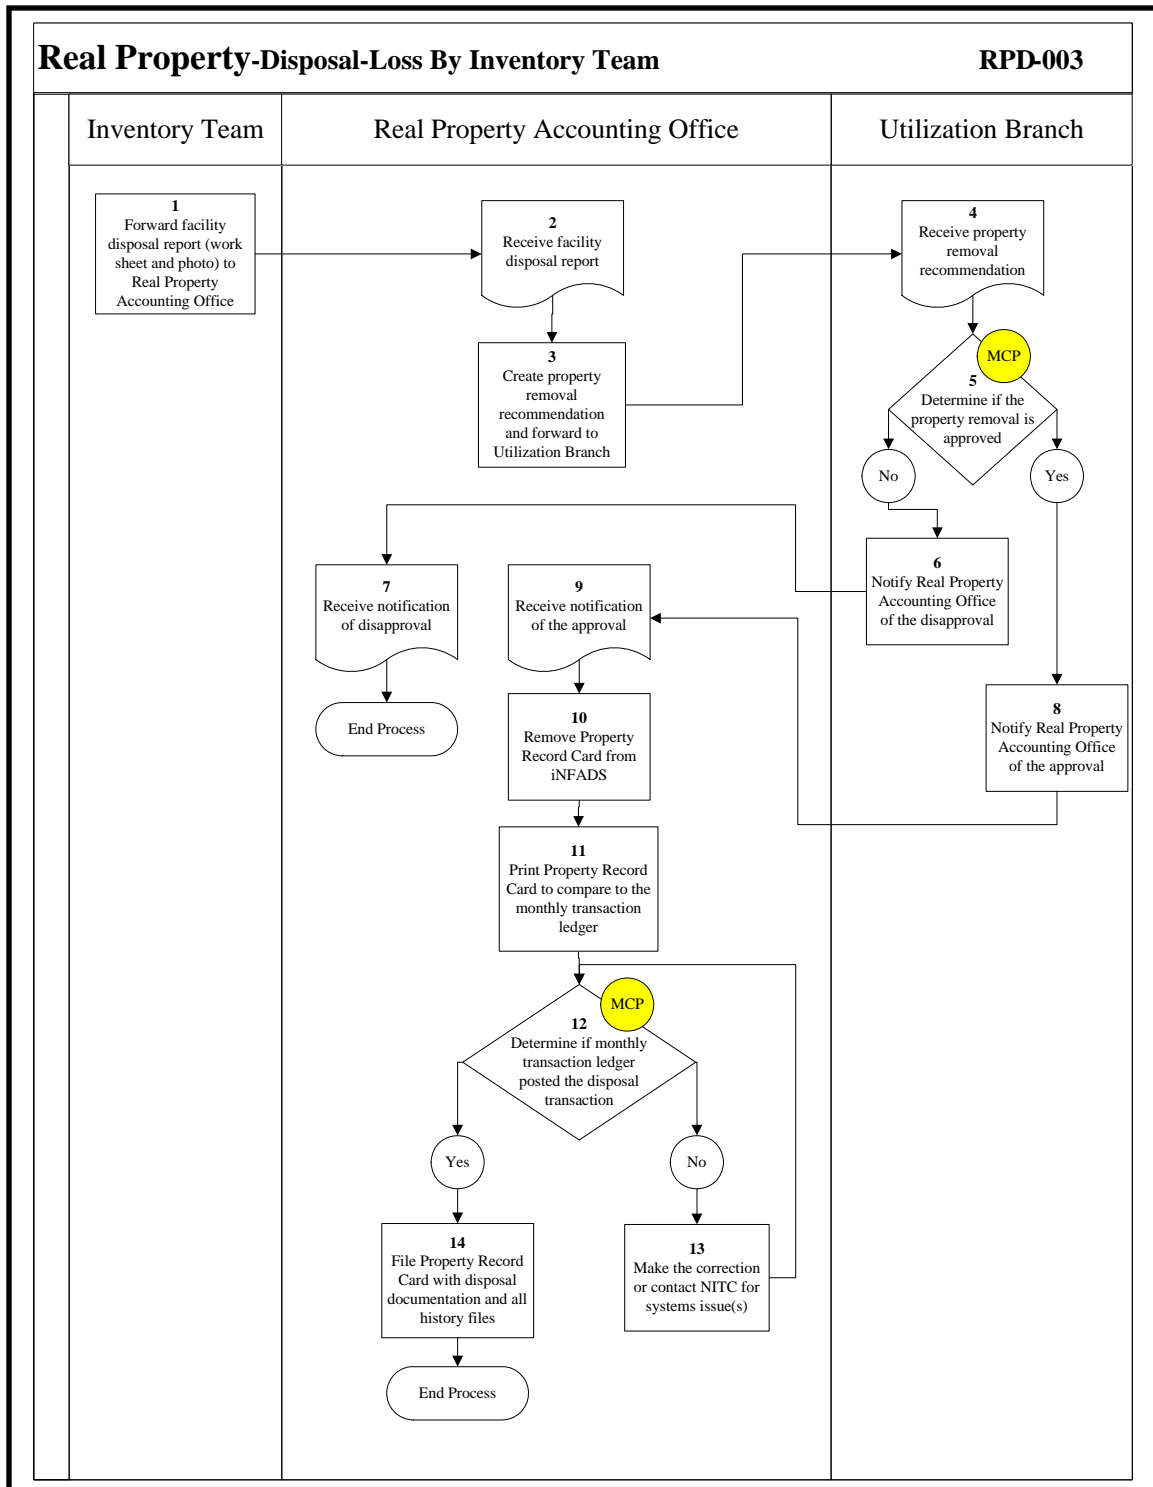 Real Property-Disposal-Loss By Inventory Team RPD-003
Inventory Team
Real Property Accounting Office
Utilization Branch
1
Forward facility
disposal report (work
sheet and photo) to
Real Property
Accounting Office
2
Receive facility
disposal report
3
Create property
removal
recommendation
and forward to
Utilization Branch
4
Receive property
removal
recommendation
MCP
5
Determine if the
property removal is
approved
No
Yes
6
Notify Real Property
Accounting Office
of the disapproval
7
Receive notification
of disapproval
End Process
8
Notify Real Property
Accounting Office
of the approval
9
Receive notification
of the approval
10
Remove Property
Record Card from
iNFADS
11
Print Property Record
Card to compare to the
monthly transaction
ledger
MCP
12
Determine if monthly
transaction ledger
posted the disposal
transaction
Yes
No
13
Make the correction
or contact NITC for
systems issue(s)
14
File Property Record
Card with disposal
documentation and all
history files
End Process